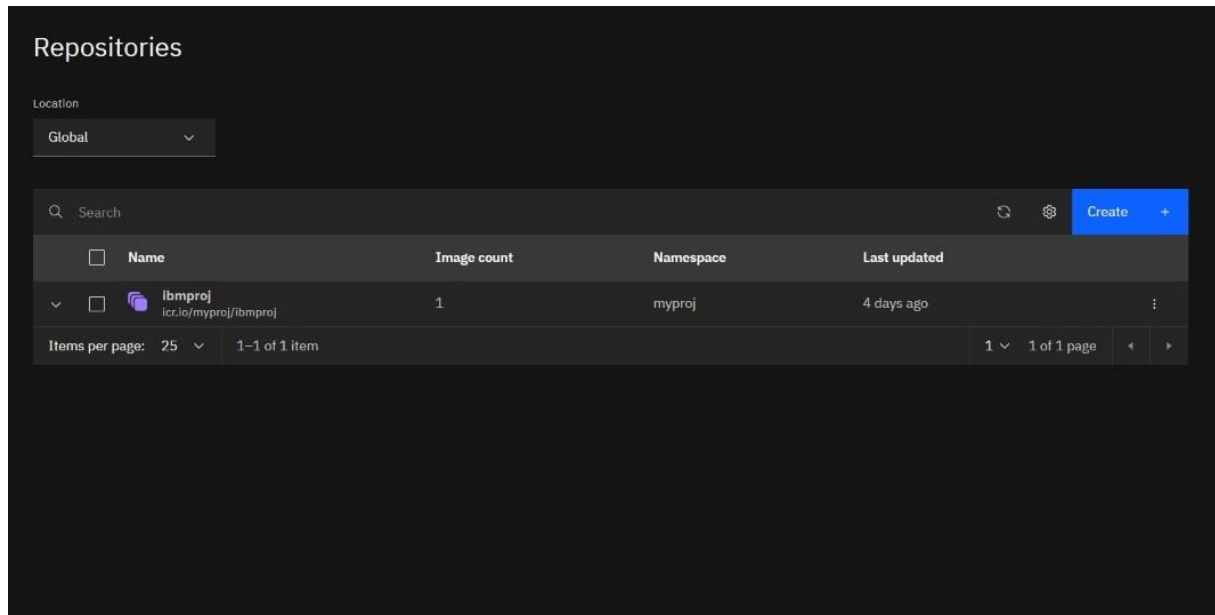 Repositories
Location
Global
Search
Create +
Name Image count Namespace Last updated
ibmproj
icr.io/myproj/ibmproj
1 myproj 4 days ago
Items per page: 25 1–1 of 1 item 1 1 of 1 page